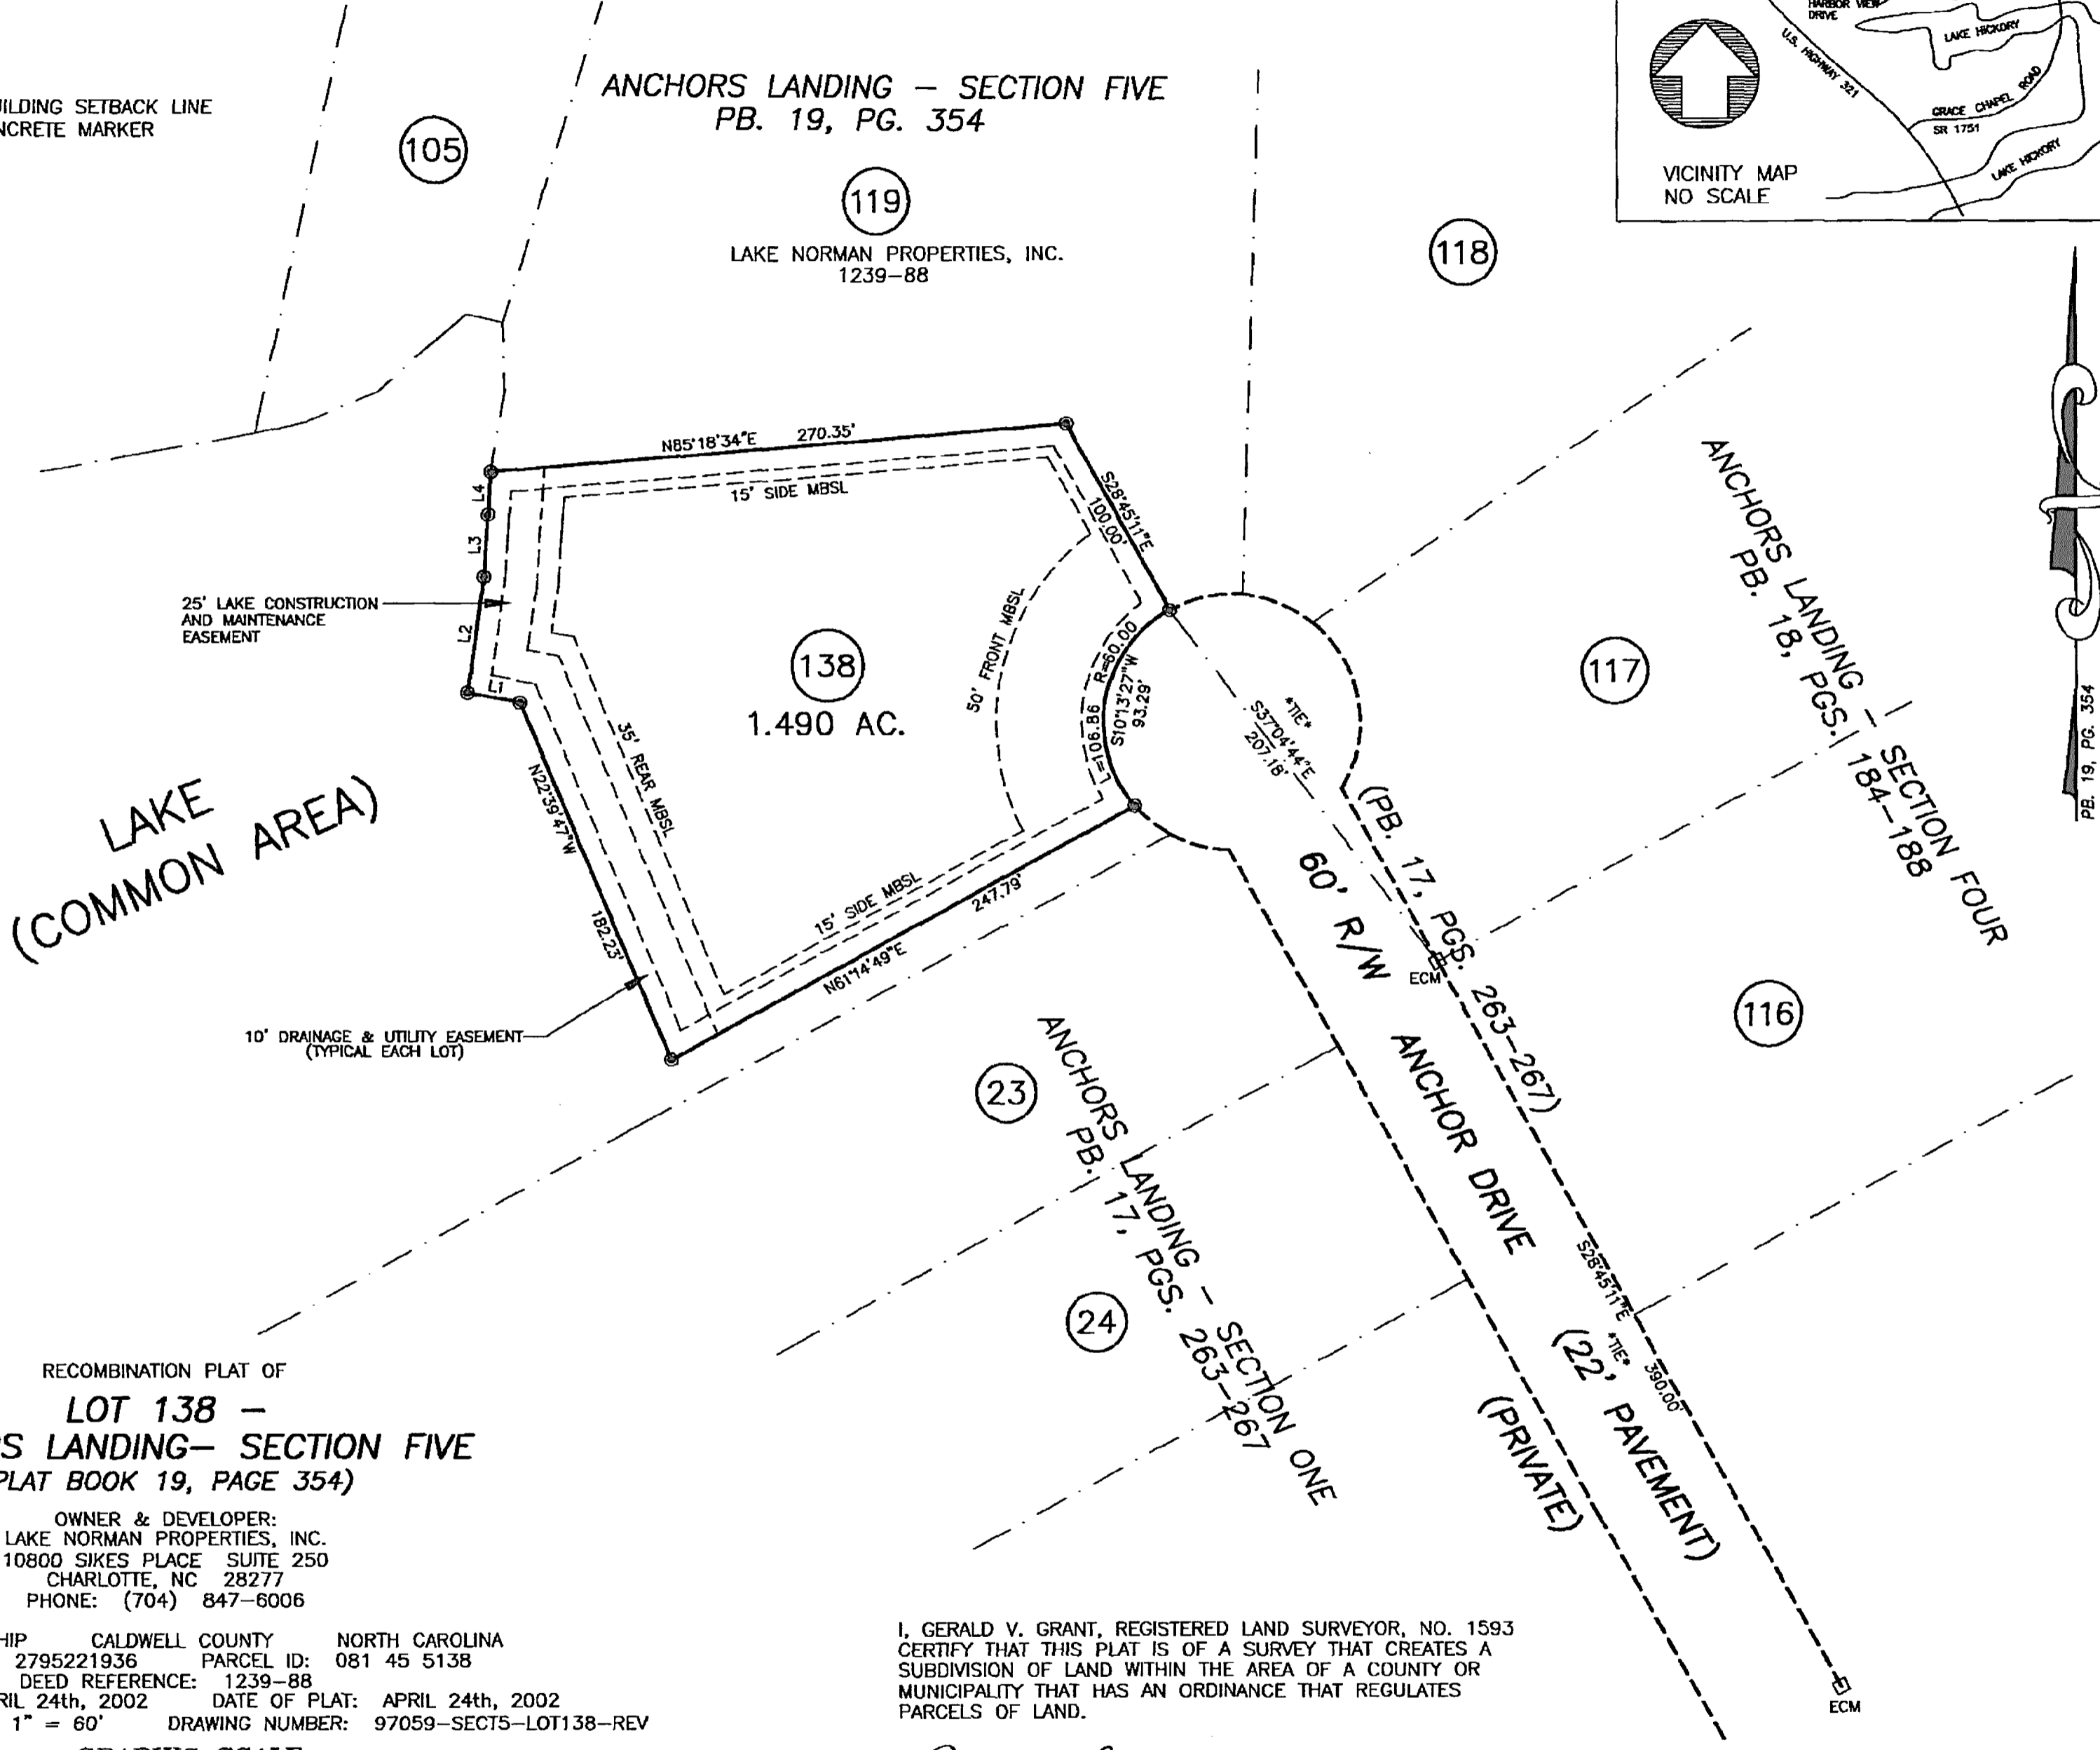 UILDING SETBACK LINE
NCRETE MARKER
105
ANCHORS LANDING – SECTION FIVE
PB. 19, PG. 354
119
LAKE NORMAN PROPERTIES, INC.
1239–88
118
HARBOR VIEW
DRIVE
LAKE HICKORY
U.S. HIGHWAY 321
GRACE CHAPEL ROAD
SR 1751
LAKE HICKORY
VICINITY MAP
NO SCALE
N85°18'34"E 270.35'
15' SIDE MBSL
S28°45'11"E
100.00'
L4
L3
L2
L1
25' LAKE CONSTRUCTION
AND MAINTENANCE
EASEMENT
138
1.490 AC.
50' FRONT MBSL
R=60.00
L=106.86
S10°13'27"W
93.29'
*TIE*
S37°04'44"E
207.18'
117
ANCHORS LANDING – SECTION FOUR
PB. 18, PGS. 184–188
PB. 19, PG. 354
35' REAR MBSL
N22°39'47"W
182.23'
LAKE
(COMMON AREA)
15' SIDE MBSL
247.79'
N61°14'49"E
10' DRAINAGE & UTILITY EASEMENT
(TYPICAL EACH LOT)
(PB. 17, PGS. 263–267)
60' R/W
ECM
116
ANCHOR DRIVE
23
ANCHORS LANDING – SECTION ONE
PB. 17, PGS. 263–267
24
S28°45'11"E *TIE* 390.00'
(22' PAVEMENT)
(PRIVATE)
ECM
RECOMBINATION PLAT OF
LOT 138 –
S LANDING– SECTION FIVE
PLAT BOOK 19, PAGE 354)
OWNER & DEVELOPER:
LAKE NORMAN PROPERTIES, INC.
10800 SIKES PLACE SUITE 250
CHARLOTTE, NC 28277
PHONE: (704) 847–6006
HIP CALDWELL COUNTY NORTH CAROLINA
2795221936 PARCEL ID: 081 45 5138
DEED REFERENCE: 1239–88
RIL 24th, 2002 DATE OF PLAT: APRIL 24th, 2002
1" = 60' DRAWING NUMBER: 97059–SECT5–LOT138–REV
I, GERALD V. GRANT, REGISTERED LAND SURVEYOR, NO. 1593
CERTIFY THAT THIS PLAT IS OF A SURVEY THAT CREATES A
SUBDIVISION OF LAND WITHIN THE AREA OF A COUNTY OR
MUNICIPALITY THAT HAS AN ORDINANCE THAT REGULATES
PARCELS OF LAND.